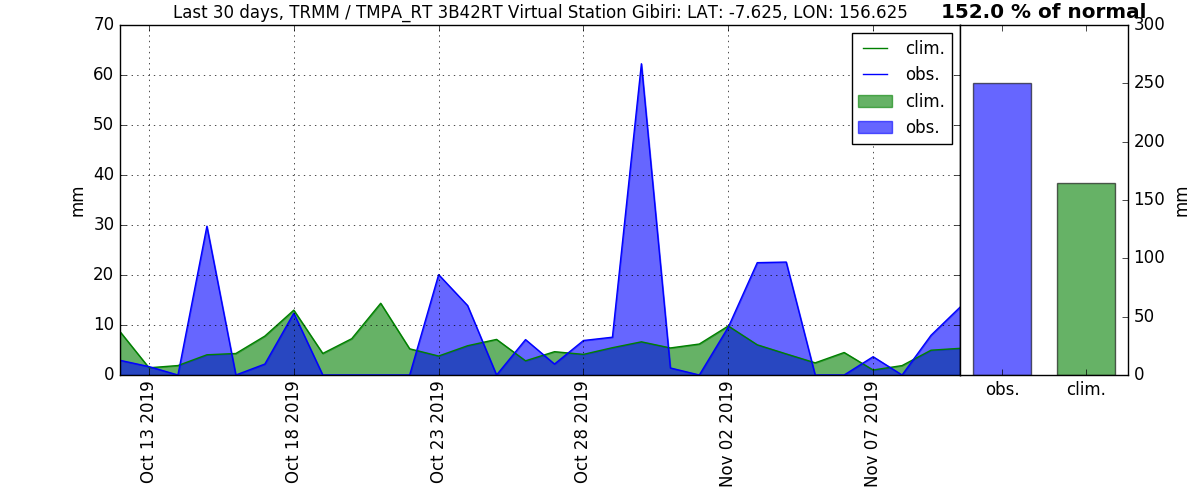 Last 30 days, TRMM / TMPA_RT 3B42RT Virtual Station Gibiri: LAT: -7.625, LON: 156.625
152.0 % of normal
70
60
50
40
30
20
10
0
mm
clim.
obs.
clim.
obs.
Oct 13 2019
Oct 18 2019
Oct 23 2019
Oct 28 2019
Nov 02 2019
Nov 07 2019
300
250
200
150
100
50
0
mm
obs.
clim.